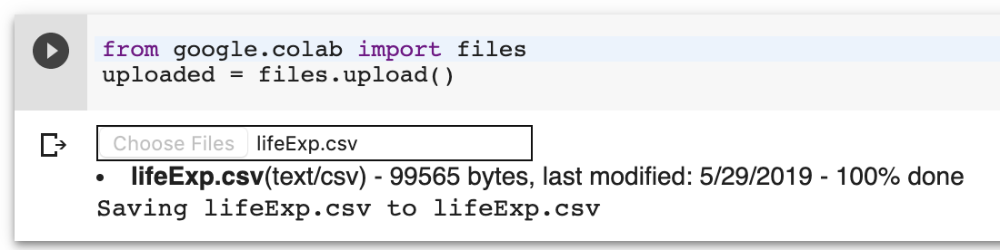 from google.colab import files
uploaded = files.upload()
Choose Files lifeExp.csv
• lifeExp.csv(text/csv) - 99565 bytes, last modified: 5/29/2019 - 100% done
Saving lifeExp.csv to lifeExp.csv